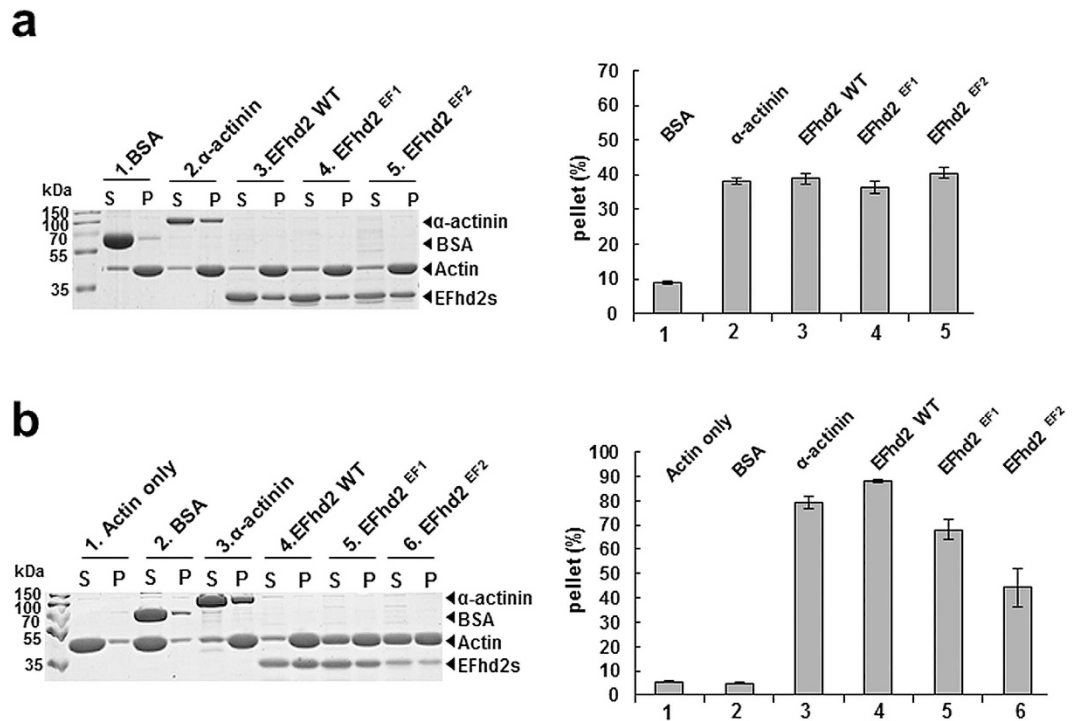 a
1.BSA
2.α-actinin
3.EFhd2 WT
4. EFhd2 EF1
5. EFhd2 EF2
kDa
S P S P S P S P S P
150
100
70
55
35
α-actinin
BSA
Actin
EFhd2s
pellet (%)
70
60
50
40
30
20
10
0
BSA
α-actinin
EFhd2 WT
EFhd2 EF1
EFhd2 EF2
1 2 3 4 5
b
1. Actin only
2. BSA
3.α-actinin
4.EFhd2 WT
5. EFhd2 EF1
6. EFhd2 EF2
kDa
S P S P S P S P S P S P
150
100
70
55
35
α-actinin
BSA
Actin
EFhd2s
pellet (%)
100
90
80
70
60
50
40
30
20
10
0
Actin only
BSA
α-actinin
EFhd2 WT
EFhd2 EF1
EFhd2 EF2
1 2 3 4 5 6